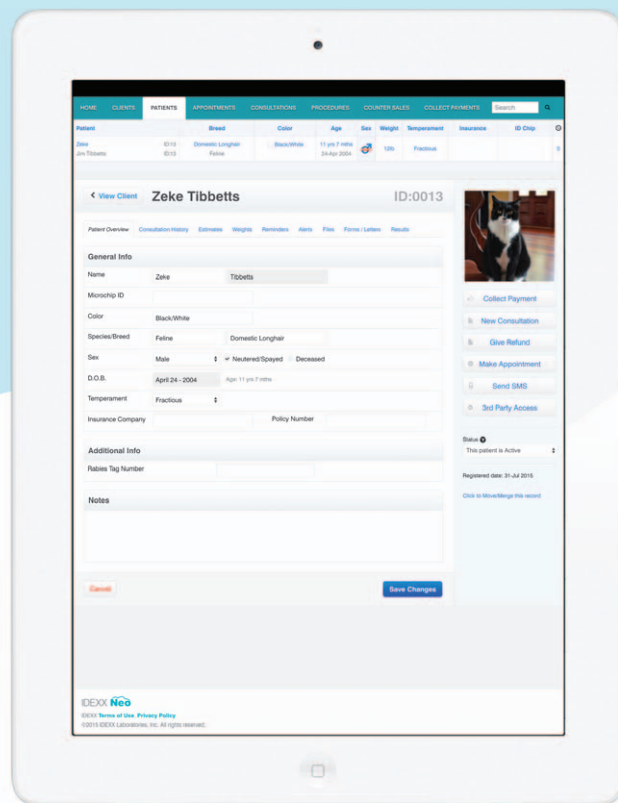 HOME CLIENTS PATIENTS APPOINTMENTS CONSULTATIONS PROCEDURES COUNTER SALES COLLECT PAYMENTS Search
Patient Breed Color Age Sex Weight Temperament Insurance ID Chip
Zeke ID:13 Domestic Longhair Black/White 11 yrs 7 mths 12lb Fractious 0
Jim Tibbetts ID:13 Feline 24-Apr 2004
View Client Zeke Tibbetts ID:0013
Patient Overview Consultation History Estimates Weights Reminders Alerts Files Forms / Letters Results
General Info
Name Zeke Tibbetts
Microchip ID
Color Black/White
Species/Breed Feline Domestic Longhair
Sex Male Neutered/Spayed Deceased
D.O.B. April 24 - 2004 Age: 11 yrs 7 mths
Temperament Fractious
Insurance Company Policy Number
Additional Info
Rabies Tag Number
Notes
Cancel Save Changes
Collect Payment
New Consultation
Give Refund
Make Appointment
Send SMS
3rd Party Access
Status ?
This patient is Active
Registered date: 31-Jul 2015
Click to Move/Merge this record
IDEXX Neo
IDEXX Terms of Use. Privacy Policy
©2015 IDEXX Laboratories, Inc. All rights reserved.